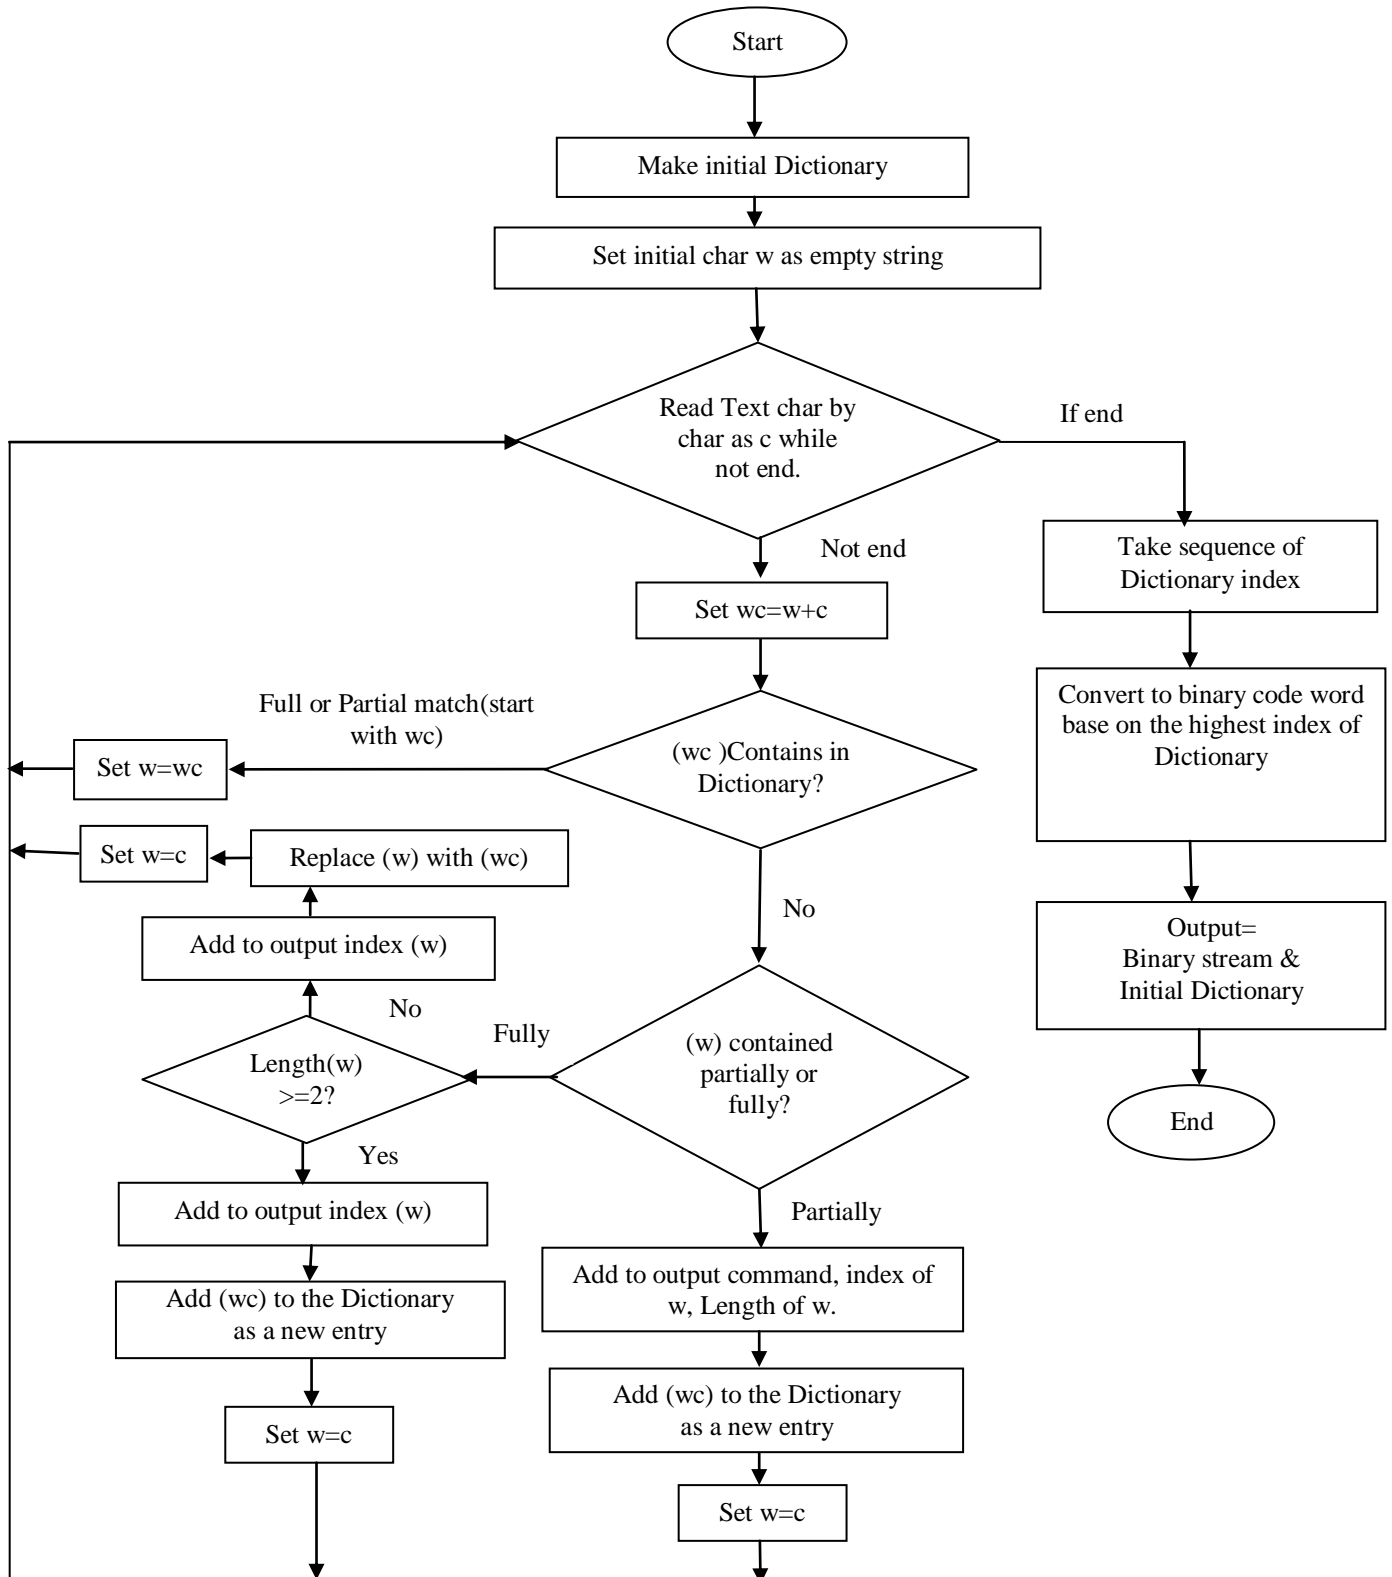 Start
Make initial Dictionary
Set initial char w as empty string
Read Text char by
char as c while
not end.
If end
Not end
Take sequence of
Dictionary index
Set wc=w+c
Convert to binary code word
base on the highest index of
Dictionary
Full or Partial match(start
with wc)
(wc )Contains in
Dictionary?
Set w=wc
Set w=c
Replace (w) with (wc)
No
Add to output index (w)
Output=
Binary stream &
Initial Dictionary
No
Fully
(w) contained
partially or
fully?
Length(w)
>=2?
End
Yes
Add to output index (w)
Partially
Add to output command, index of
w, Length of w.
Add (wc) to the Dictionary
as a new entry
Add (wc) to the Dictionary
as a new entry
Set w=c
Set w=c